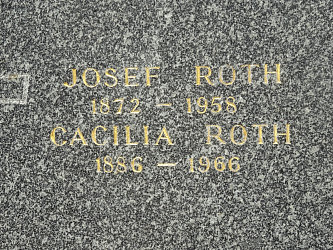 JOSEF ROTH
1872 – 1958
CACILIA ROTH
1886 – 1966